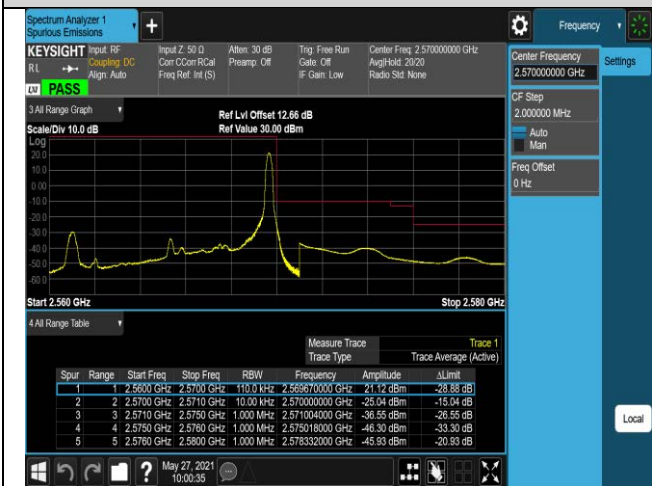 Spectrum Analyzer 1
Spurious Emissions
+
Frequency
KEYSIGHT Input: RF Input Z: 50 Ω Atten: 30 dB Trig: Free Run Center Freq: 2.570000000 GHz
RL Coupling: DC Corr CCorr RCal Preamp: Off Gate: Off Avg|Hold: 20/20
Align: Auto Freq Ref: Int (S) IF Gain: Low Radio Std: None
LXI PASS
Center Frequency
2.570000000 GHz
Settings
CF Step
2.000000 MHz
Auto
Man
Freq Offset
0 Hz
3 All Range Graph
Ref Lvl Offset 12.66 dB
Scale/Div 10.0 dB Ref Value 30.00 dBm
Log
20.0
10.0
0.00
-10.0
-20.0
-30.0
-40.0
-50.0
-60.0
Start 2.560 GHz Stop 2.580 GHz
4 All Range Table
Measure Trace Trace 1
Trace Type Trace Average (Active)
Spur Range Start Freq Stop Freq RBW Frequency Amplitude ΔLimit
1 1 2.5600 GHz 2.5700 GHz 110.0 kHz 2.569670000 GHz 21.12 dBm -28.88 dB
2 2 2.5700 GHz 2.5710 GHz 10.00 kHz 2.570000000 GHz -25.04 dBm -15.04 dB
3 3 2.5710 GHz 2.5750 GHz 1.000 MHz 2.571004000 GHz -36.55 dBm -26.55 dB
4 4 2.5750 GHz 2.5760 GHz 1.000 MHz 2.575018000 GHz -46.30 dBm -33.30 dB
5 5 2.5760 GHz 2.5800 GHz 1.000 MHz 2.578332000 GHz -45.93 dBm -20.93 dB
Local
? May 27, 2021
10:00:35